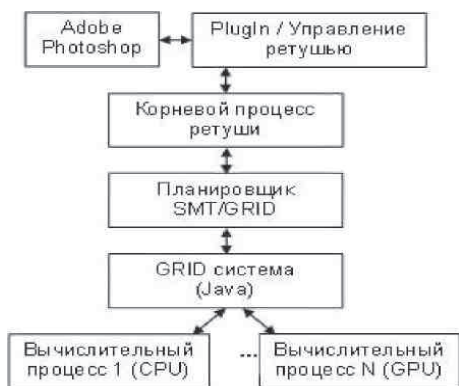 Adobe
Photoshop
PlugIn / Управление
ретушью
Корневой процесс
ретуши
Планировщик
SMT/GRID
GRID система
(Java)
Вычислительный
процесс 1 (CPU)
...
Вычислительный
процесс N (GPU)